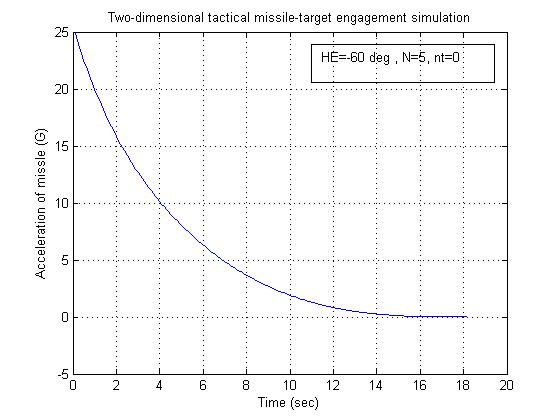 Two-dimensional tactical missile-target engagement simulation
HE=-60 deg , N=5, nt=0
Acceleration of missle (G)
25
20
15
10
5
0
-5
0 2 4 6 8 10 12 14 16 18 20
Time (sec)